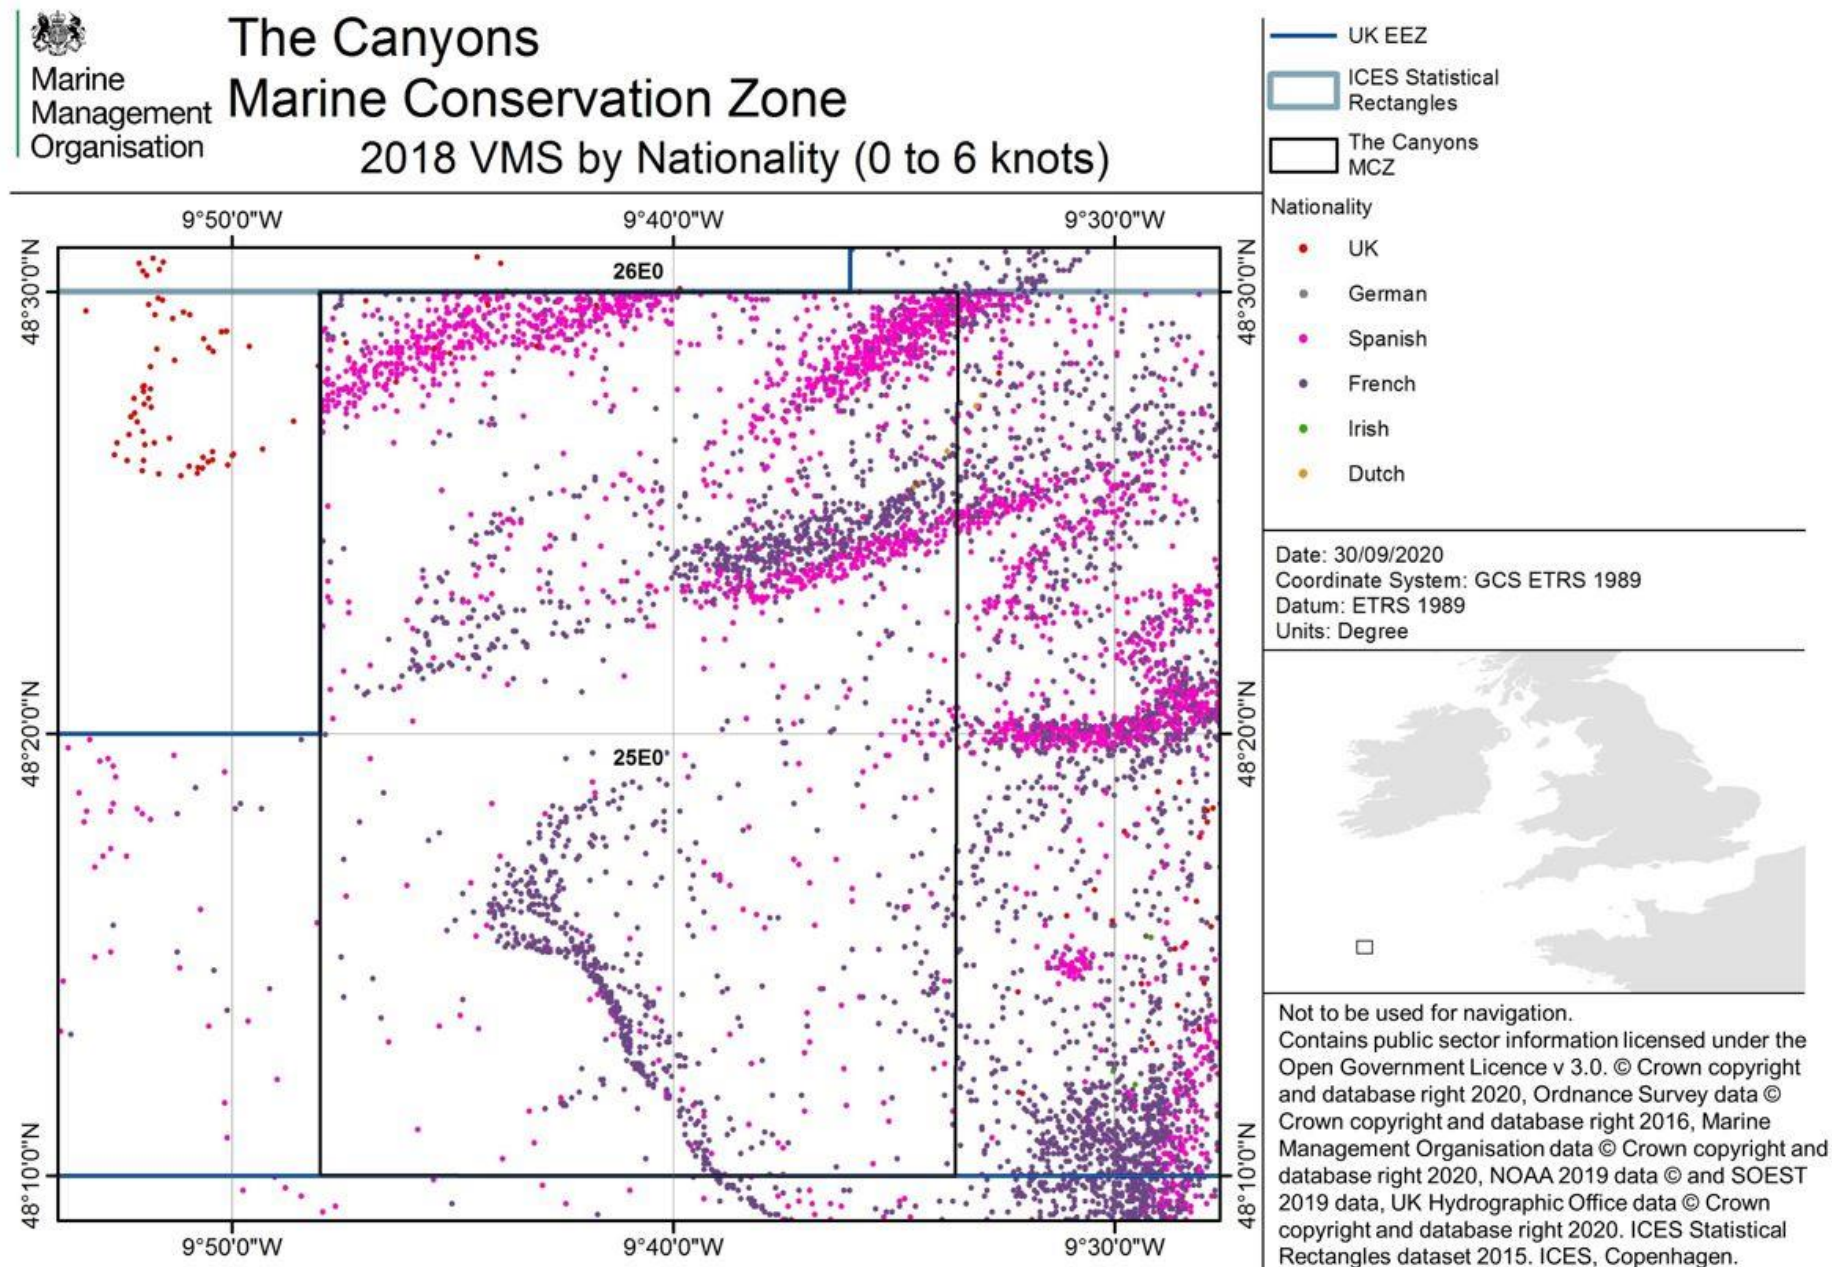 Marine
Management
Organisation
The Canyons
Marine Conservation Zone
2018 VMS by Nationality (0 to 6 knots)
9°50'0"W
9°40'0"W
9°30'0"W
48°30'0"N
48°30'0"N
26E0
48°20'0"N
48°20'0"N
25E0
48°10'0"N
48°10'0"N
9°50'0"W
9°40'0"W
9°30'0"W
UK EEZ
ICES Statistical
Rectangles
The Canyons
MCZ
Nationality
UK
German
Spanish
French
Irish
Dutch
Date: 30/09/2020
Coordinate System: GCS ETRS 1989
Datum: ETRS 1989
Units: Degree
Not to be used for navigation.
Contains public sector information licensed under the
Open Government Licence v 3.0. © Crown copyright
and database right 2020, Ordnance Survey data ©
Crown copyright and database right 2016, Marine
Management Organisation data © Crown copyright and
database right 2020, NOAA 2019 data © and SOEST
2019 data, UK Hydrographic Office data © Crown
copyright and database right 2020. ICES Statistical
Rectangles dataset 2015. ICES, Copenhagen.